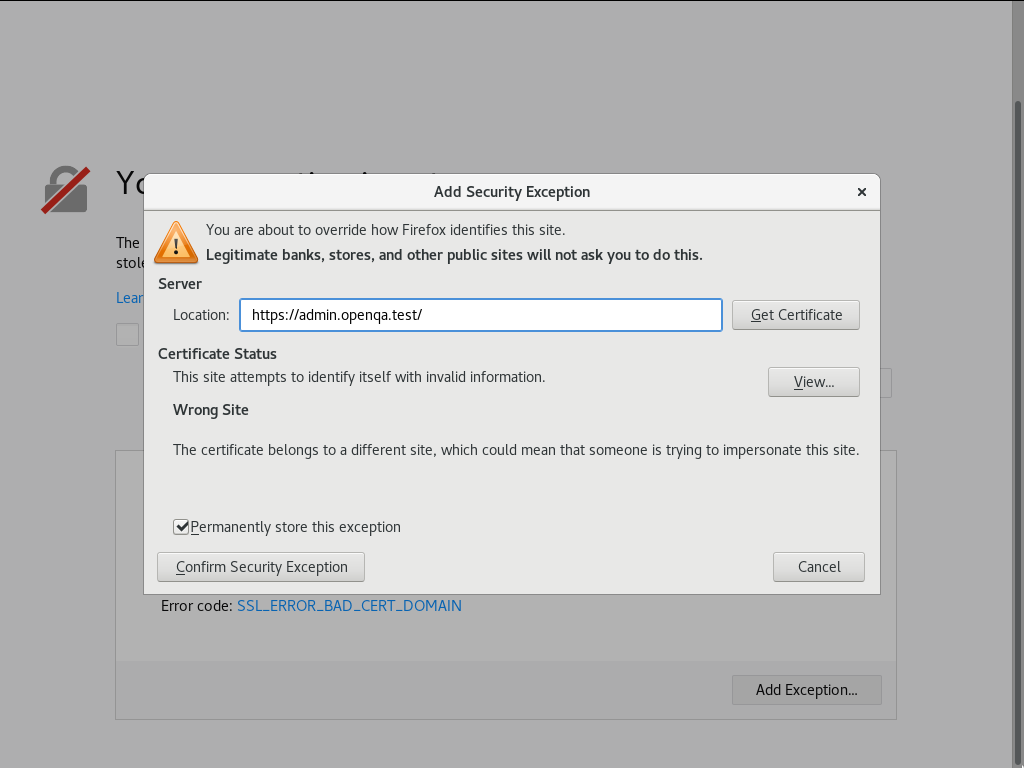 Add Security Exception
You are about to override how Firefox identifies this site.
Legitimate banks, stores, and other public sites will not ask you to do this.
Server
Location: https://admin.openqa.test/ Get Certificate
Certificate Status
This site attempts to identify itself with invalid information.
View...
Wrong Site
The certificate belongs to a different site, which could mean that someone is trying to impersonate this site.
Permanently store this exception
Confirm Security Exception Cancel
The
Error code: SSL_ERROR_BAD_CERT_DOMAIN
Add Exception...